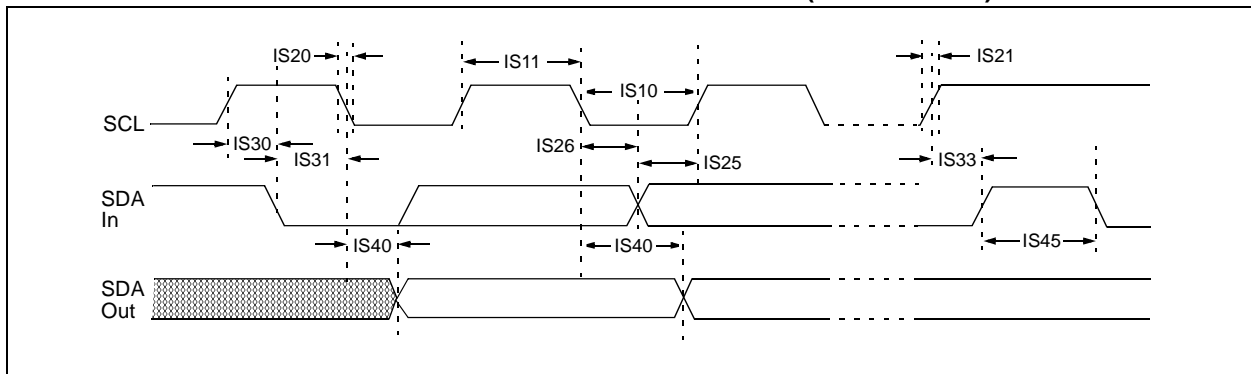 IS20
IS11
IS21
IS10
SCL
IS30
IS31
IS26
IS25
IS33
SDA
In
IS40
IS40
IS45
SDA
Out